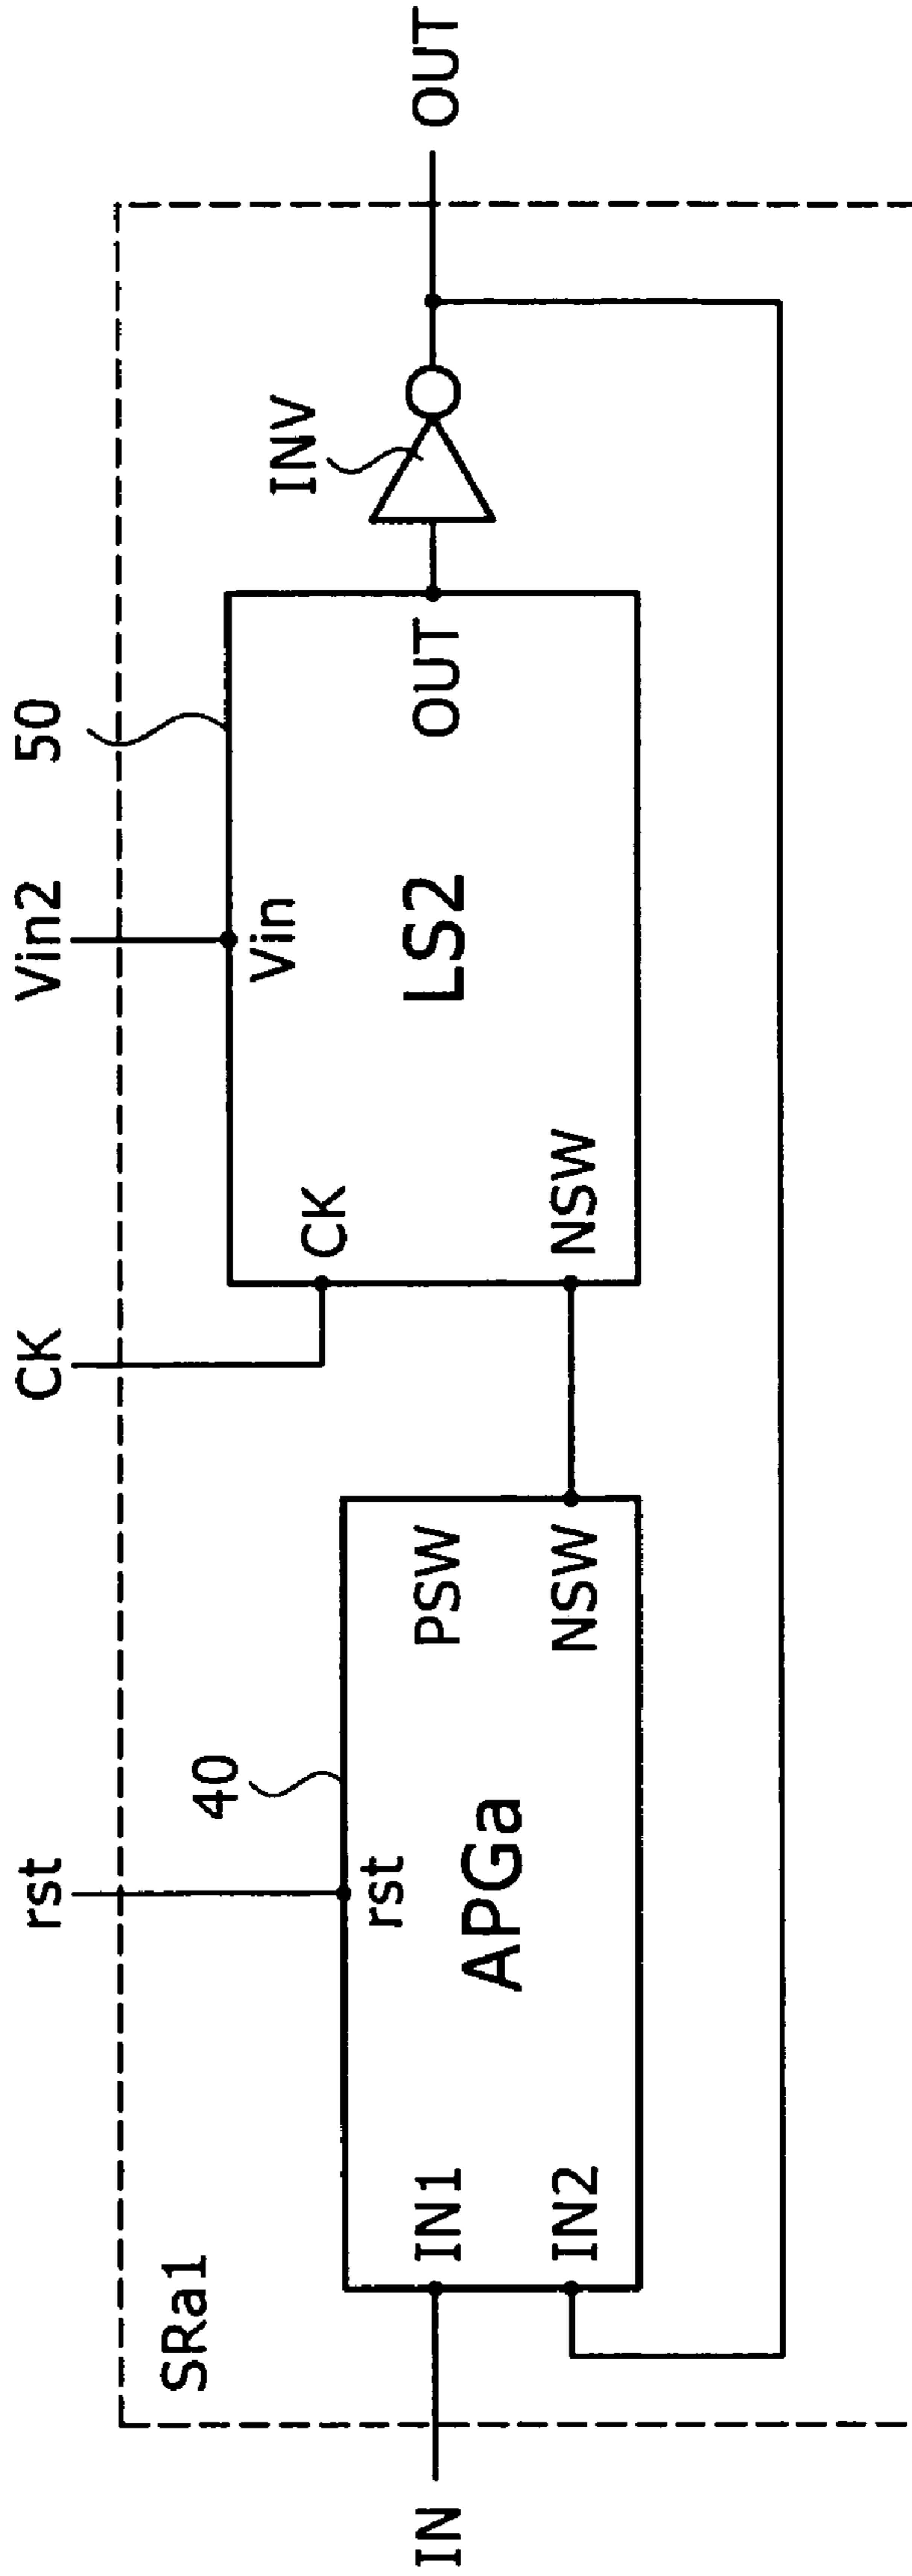 rst
CK
Vin2
50
SRa1
40
INV
rst
CK
Vin
IN
IN1
PSW
APGa
LS2
OUT
OUT
IN2
NSW
NSW